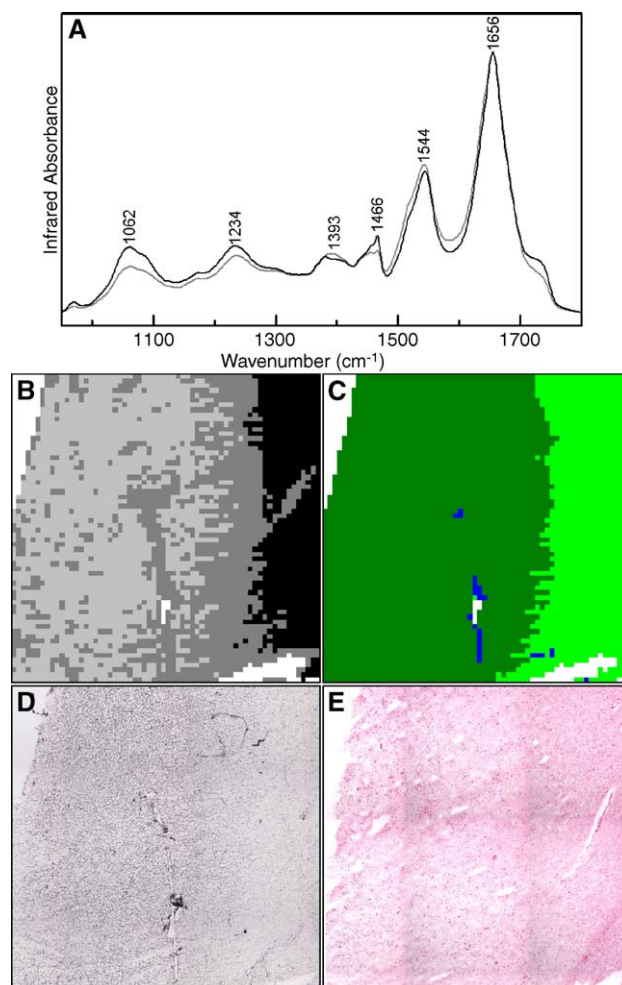 A
Infrared Absorbance
1062
1234
1393
1466
1544
1656
1100
1300
1500
1700
Wavenumber (cm⁻¹)
B
C
D
E